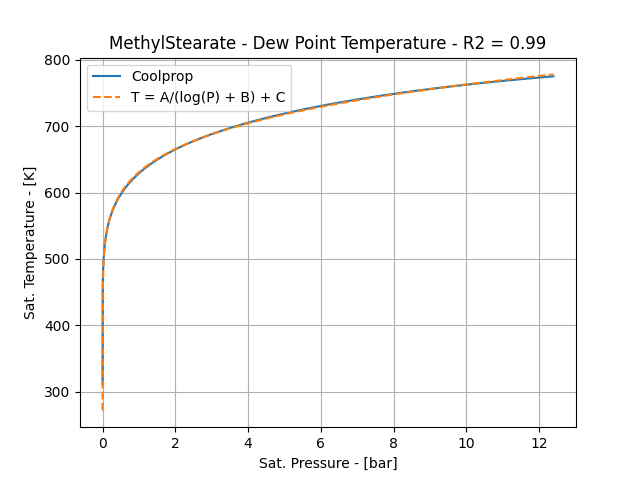 MethylStearate - Dew Point Temperature - R2 = 0.99
800
700
600
500
400
300
Sat. Temperature - [K]
Coolprop
T = A/(log(P) + B) + C
0 2 4 6 8 10 12
Sat. Pressure - [bar]